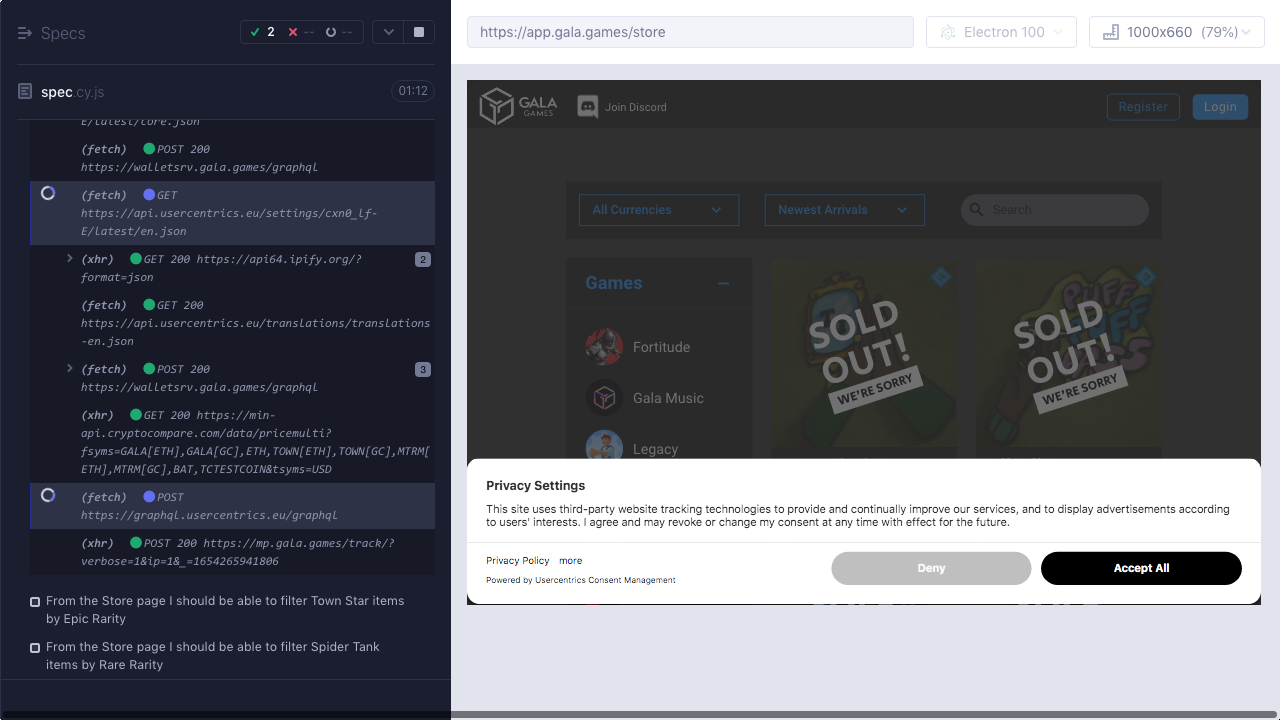 Specs
2
--
--
spec.cy.js
01:12
E/latest/core.json
(fetch) POST 200
https://walletsrv.gala.games/graphql
(fetch) GET
https://api.usercentrics.eu/settings/cxn0_lf-
E/latest/en.json
(xhr) GET 200 https://api64.ipify.org/?
format=json
2
(fetch) GET 200
https://api.usercentrics.eu/translations/translations
-en.json
(fetch) POST 200
https://walletsrv.gala.games/graphql
3
(xhr) GET 200 https://min-
api.cryptocompare.com/data/pricemulti?
fsyms=GALA[ETH],GALA[GC],ETH,TOWN[ETH],TOWN[GC],MTRM[
ETH],MTRM[GC],BAT,TCTESTCOIN&tsyms=USD
(fetch) POST
https://graphql.usercentrics.eu/graphql
(xhr) POST 200 https://mp.gala.games/track/?
verbose=1&ip=1&_=1654265941806
From the Store page I should be able to filter Town Star items
by Epic Rarity
From the Store page I should be able to filter Spider Tank
items by Rare Rarity
https://app.gala.games/store
Electron 100
1000x660 (79%)
GALA
GAMES
Join Discord
Register
Login
All Currencies
Newest Arrivals
Search
Games
Fortitude
Gala Music
Legacy
SOLD
OUT!
WE'RE SORRY
SOLD
OUT!
WE'RE SORRY
Privacy Settings
This site uses third-party website tracking technologies to provide and continually improve our services, and to display advertisements according
to users' interests. I agree and may revoke or change my consent at any time with effect for the future.
Privacy Policy more
Powered by Usercentrics Consent Management
Deny
Accept All